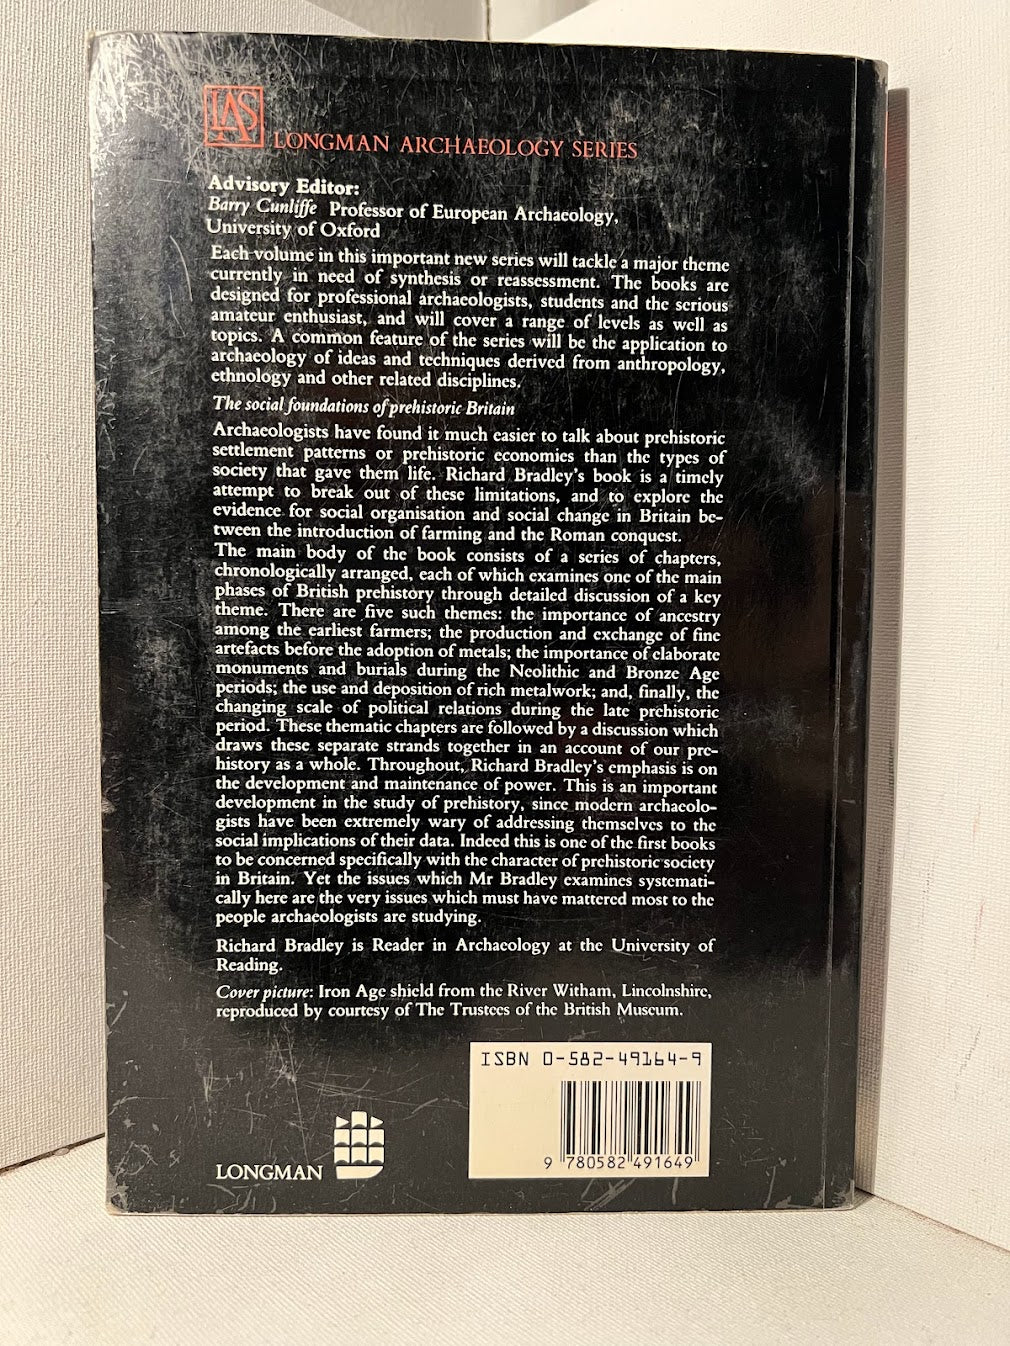 LAS
LONGMAN ARCHAEOLOGY SERIES
Advisory Editor:
Barry Cunliffe Professor of European Archaeology,
University of Oxford
Each volume in this important new series will tackle a major theme
currently in need of synthesis or reassessment. The books are
designed for professional archaeologists, students and the serious
amateur enthusiast, and will cover a range of levels as well as
topics. A common feature of the series will be the application to
archaeology of ideas and techniques derived from anthropology,
ethnology and other related disciplines.
The social foundations of prehistoric Britain
Archaeologists have found it much easier to talk about prehistoric
settlement patterns or prehistoric economies than the types of
society that gave them life. Richard Bradley's book is a timely
attempt to break out of these limitations, and to explore the
evidence for social organisation and social change in Britain be-
tween the introduction of farming and the Roman conquest.
The main body of the book consists of a series of chapters,
chronologically arranged, each of which examines one of the main
phases of British prehistory through detailed discussion of a key
theme. There are five such themes: the importance of ancestry
among the earliest farmers; the production and exchange of fine
artefacts before the adoption of metals; the importance of elaborate
monuments and burials during the Neolithic and Bronze Age
periods; the use and deposition of rich metalwork; and, finally, the
changing scale of political relations during the late prehistoric
period. These thematic chapters are followed by a discussion which
draws these separate strands together in an account of our pre-
history as a whole. Throughout, Richard Bradley's emphasis is on
the development and maintenance of power. This is an important
development in the study of prehistory, since modern archaeolo-
gists have been extremely wary of addressing themselves to the
social implications of their data. Indeed this is one of the first books
to be concerned specifically with the character of prehistoric society
in Britain. Yet the issues which Mr Bradley examines systemati-
cally here are the very issues which must have mattered most to the
people archaeologists are studying.
Richard Bradley is Reader in Archaeology at the University of
Reading.
Cover picture: Iron Age shield from the River Witham, Lincolnshire,
reproduced by courtesy of The Trustees of the British Museum.
ISBN 0-582-49164-9
9 780582 491649
LONGMAN